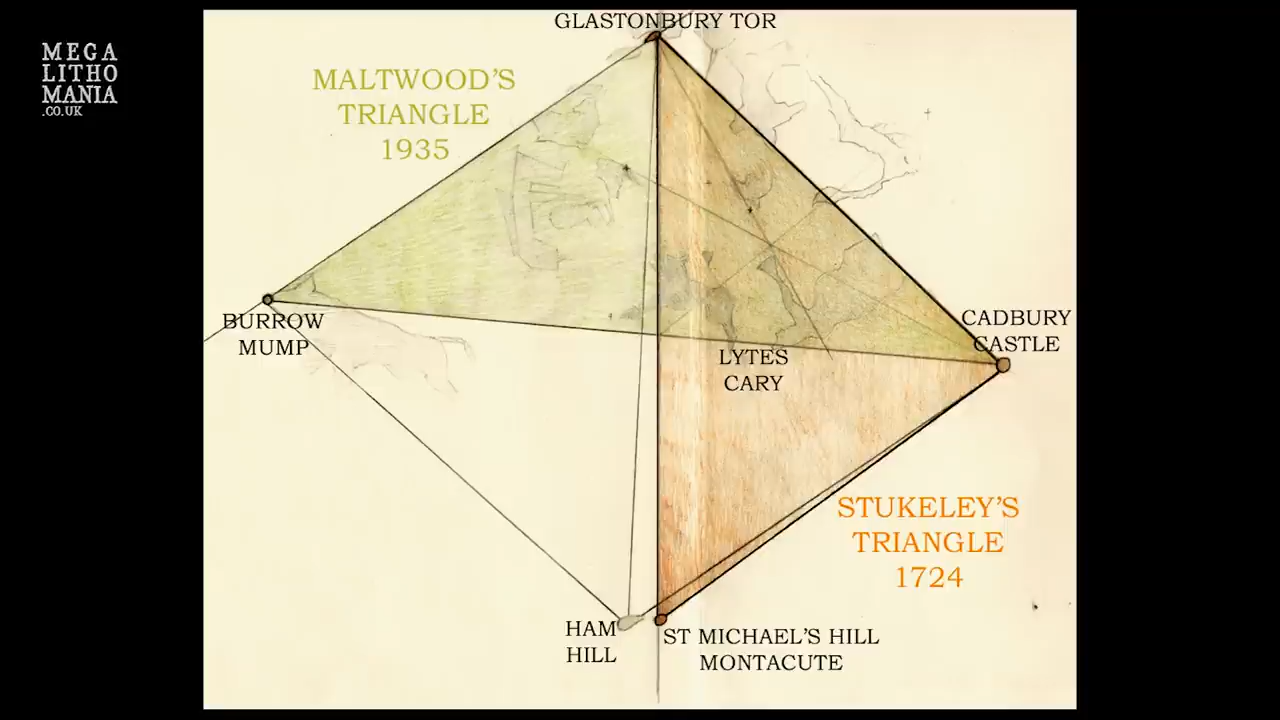 MEGA
LITHO
MANIA
.CO.UK
GLASTONBURY TOR
MALTWOOD'S
TRIANGLE
1935
BURROW
MUMP
CADBURY
CASTLE
LYTES
CARY
STUKELEY'S
TRIANGLE
1724
HAM
HILL
ST MICHAEL'S HILL
MONTACUTE